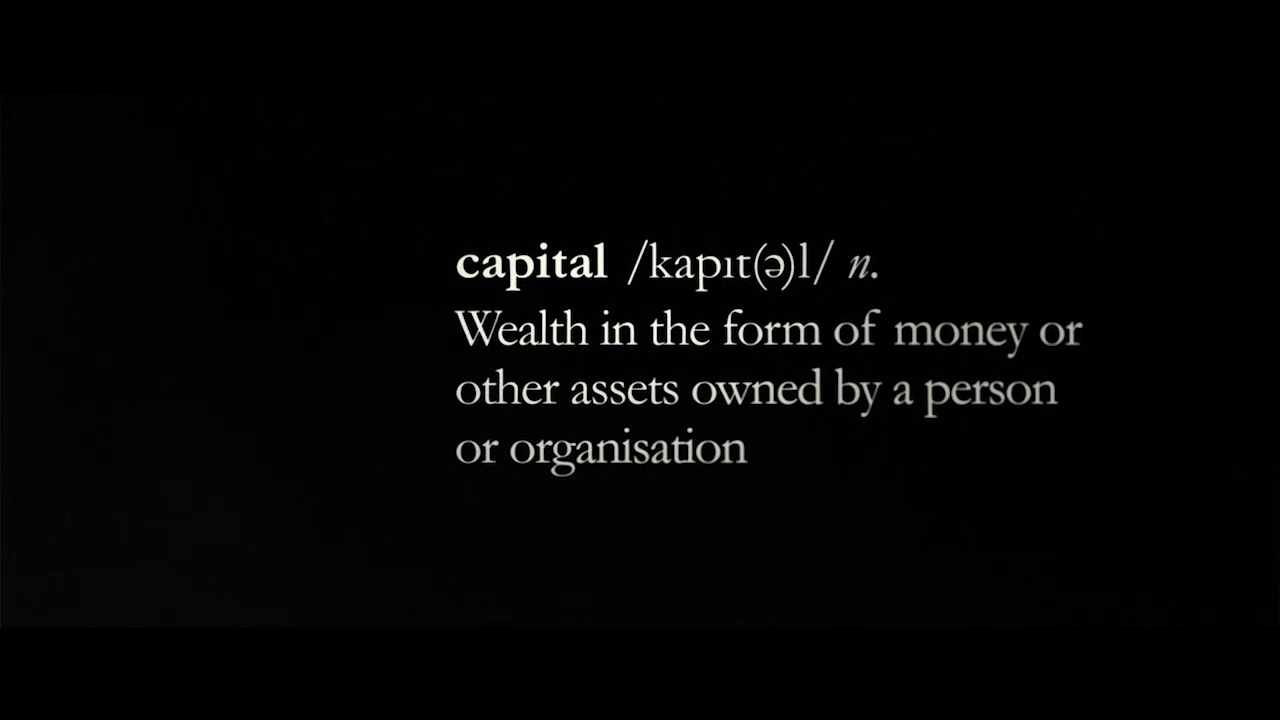 capital /kapɪt(ə)l/ n.
Wealth in the form of money or
other assets owned by a person
or organisation